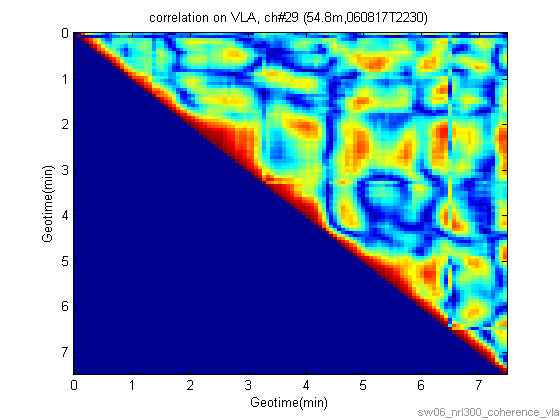 correlation on VLA, ch#29 (54.8m,060817T2230)
0
1
2
3
4
5
6
7
Geotime(min)
0 1 2 3 4 5 6 7
Geotime(min)
sw06_nrl300_coherence_vla